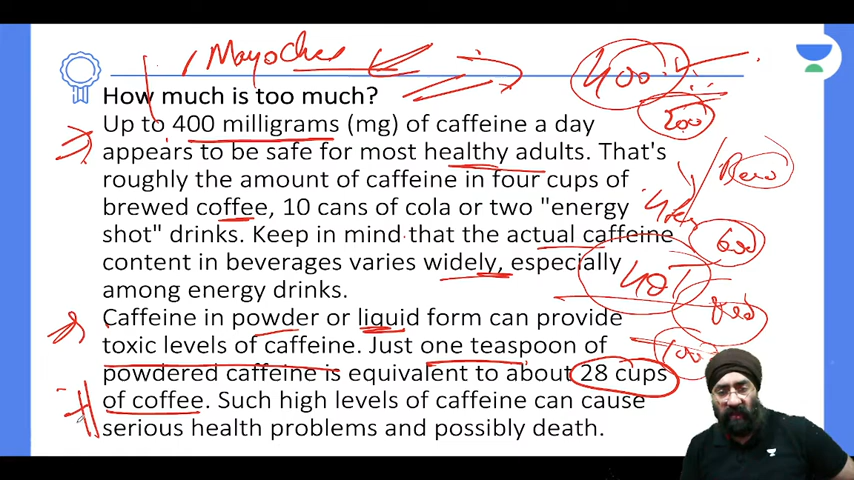 Mayo
400
How much is too much?
200
Up to 400 milligrams (mg) of caffeine a day
appears to be safe for most healthy adults. That's
roughly the amount of caffeine in four cups of
brewed coffee, 10 cans of cola or two "energy
shot" drinks. Keep in mind that the actual caffeine
600
content in beverages varies widely, especially
among energy drinks.
Caffeine in powder or liquid form can provide
toxic levels of caffeine. Just one teaspoon of
powdered caffeine is equivalent to about 28 cups
of coffee. Such high levels of caffeine can cause
serious health problems and possibly death.